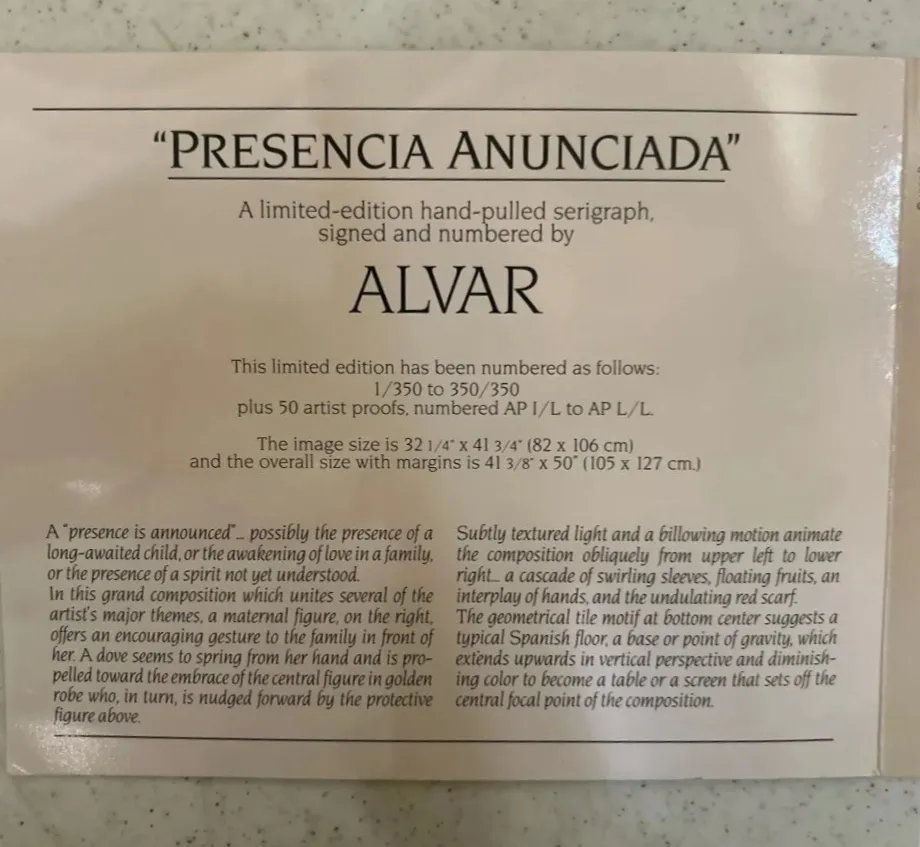 "PRESENCIA ANUNCIADA"
A limited-edition hand-pulled serigraph,
signed and numbered by
ALVAR
This limited edition has been numbered as follows:
1/350 to 350/350
plus 50 artist proofs, numbered AP I/L to AP L/L.
The image size is 32 1/4" x 41 3/4" (82 x 106 cm)
and the overall size with margins is 41 3/8" x 50" (105 x 127 cm.)
A "presence is announced"... possibly the presence of a
long-awaited child, or the awakening of love in a family,
or the presence of a spirit not yet understood.
In this grand composition which unites several of the
artist's major themes, a maternal figure, on the right,
offers an encouraging gesture to the family in front of
her. A dove seems to spring from her hand and is pro-
pelled toward the embrace of the central figure in golden
robe who, in turn, is nudged forward by the protective
figure above.
Subtly textured light and a billowing motion animate
the composition obliquely from upper left to lower
right... a cascade of swirling sleeves, floating fruits, an
interplay of hands, and the undulating red scarf.
The geometrical tile motif at bottom center suggests a
typical Spanish floor, a base or point of gravity, which
extends upwards in vertical perspective and diminish-
ing color to become a table or a screen that sets off the
central focal point of the composition.